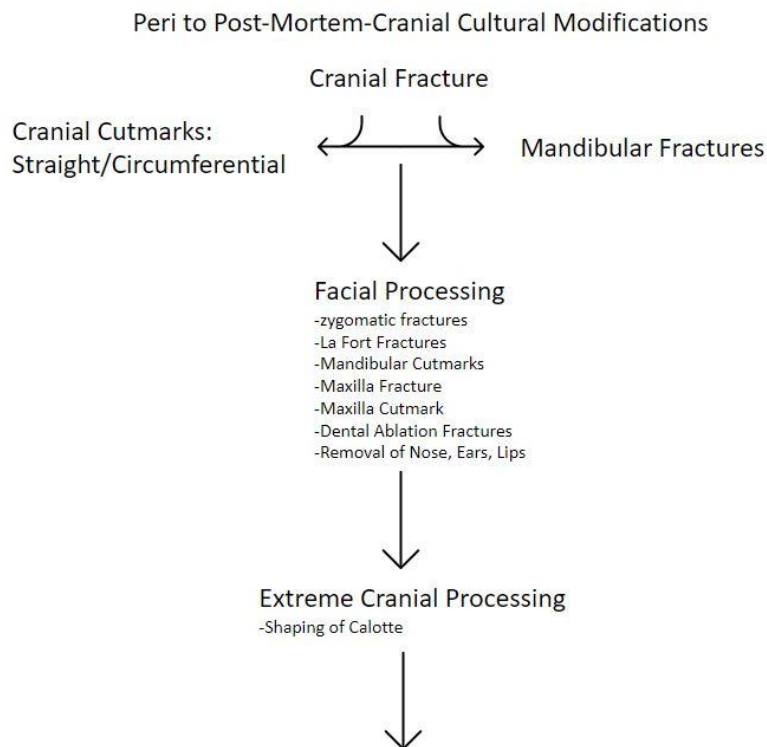 Peri to Post-Mortem-Cranial Cultural Modifications
Cranial Fracture
Cranial Cutmarks:
Straight/Circumferential
Mandibular Fractures
Facial Processing
-zygomatic fractures
-La Fort Fractures
-Mandibular Cutmarks
-Maxilla Fracture
-Maxilla Cutmark
-Dental Ablation Fractures
-Removal of Nose, Ears, Lips
Extreme Cranial Processing
-Shaping of Calotte